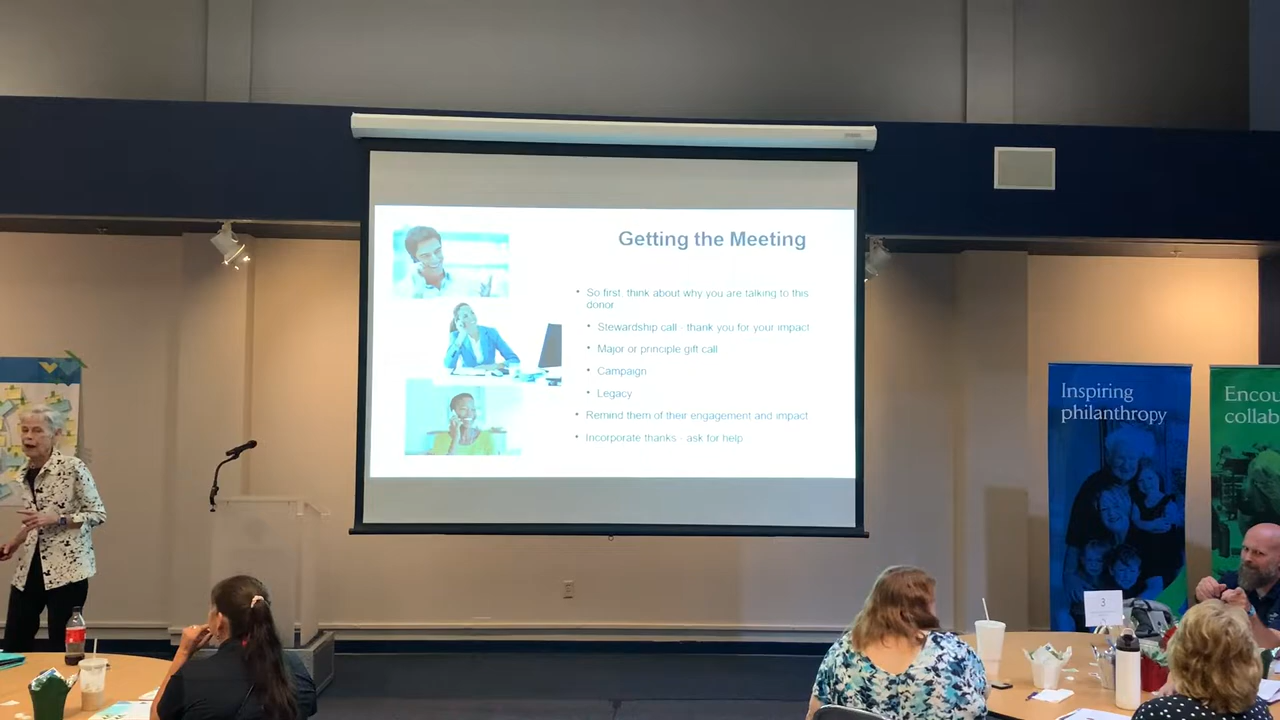 Getting the Meeting
• So first, think about why you are talking to this
donor
• Stewardship call - thank you for your impact
• Major or principle gift call
• Campaign
• Legacy
• Remind them of their engagement and impact
• Incorporate thanks - ask for help
Inspiring
philanthropy
Encou
collab
3